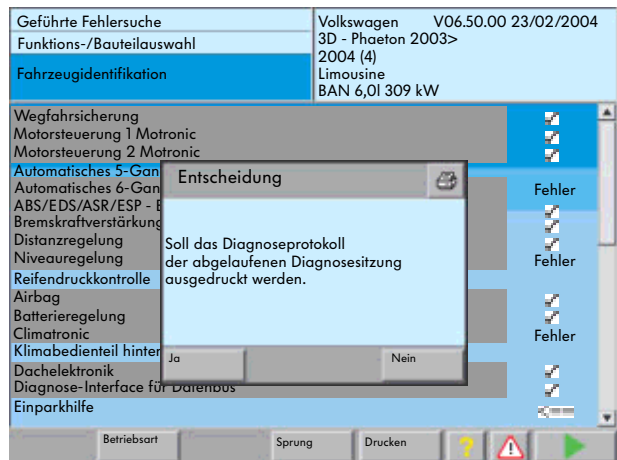 Geführte Fehlersuche
Funktions-/Bauteilauswahl
Fahrzeugidentifikation
Volkswagen V06.50.00 23/02/2004
3D - Phaeton 2003>
2004 (4)
Limousine
BAN 6,0l 309 kW
Wegfahrsicherung
Motorsteuerung 1 Motronic
Motorsteuerung 2 Motronic
Automatisches 5-Gan
Automatisches 6-Gan Fehler
ABS/EDS/ASR/ESP -
Bremskraftverstärkung
Distanzregelung
Niveauregelung Fehler
Reifendruckkontrolle
Airbag
Batterieregelung
Climatronic Fehler
Klimabedienteil hinten
Dachelektronik
Diagnose-Interface für Datenbus
Einparkhilfe
Entscheidung
Soll das Diagnoseprotokoll
der abgelaufenen Diagnosesitzung
ausgedruckt werden.
Ja Nein
Betriebsart Sprung Drucken ?